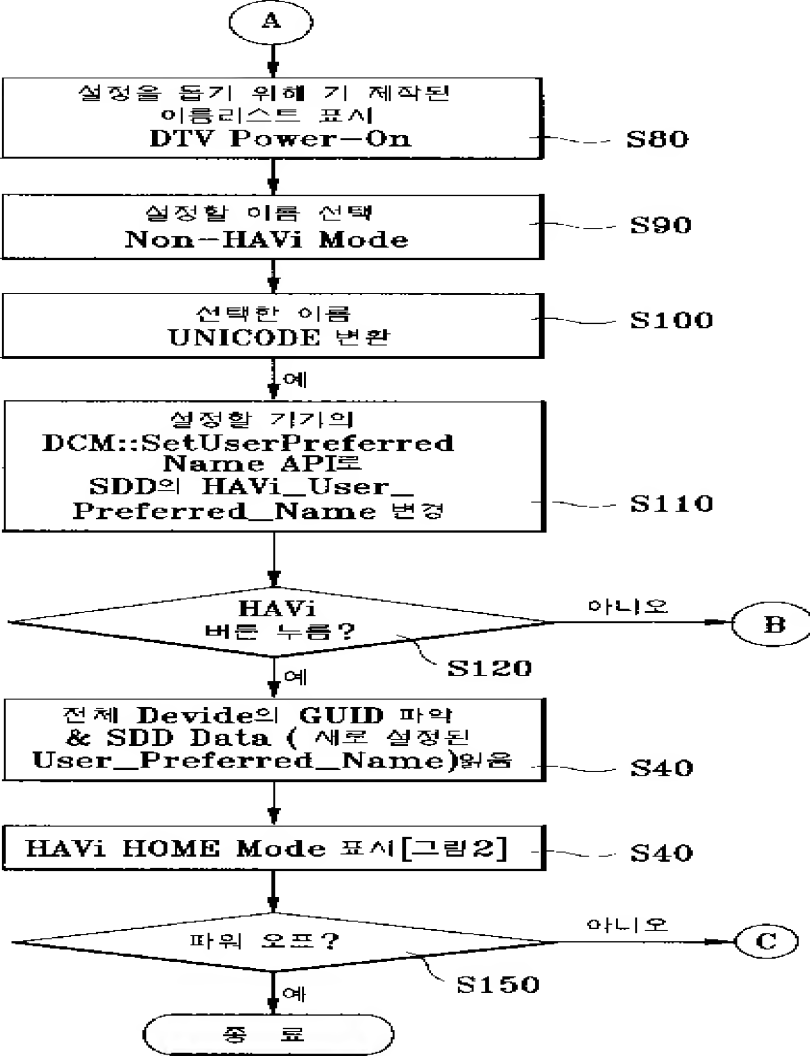 A
설정을 돕기 위해 기 제작된
이름리스트 표시
DTV Power-On
S80
설정할 이름 선택
Non-HAVi Mode
S90
선택한 이름
UNICODE 변환
S100
예
설정할 기기의
DCM::SetUserPreferred
Name API로
SDD의 HAVi_User_
Preferred_Name 변경
S110
HAVi
버튼 누름?
아니오
B
S120
예
전체 Devide의 GUID 파악
& SDD Data ( 새로 설정된
User_Preferred_Name)읽음
S40
HAVi HOME Mode 표시[그림2]
S40
파워 오프?
아니오
C
S150
예
종 료